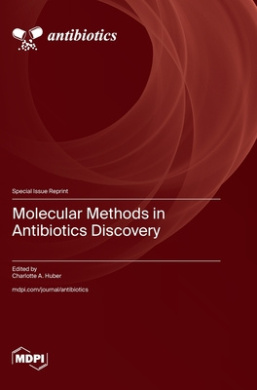 antibiotics
Special Issue Reprint
Molecular Methods in
Antibiotics Discovery
Edited by
Charlotte A. Huber
mdpi.com/journal/antibiotics
MDPI